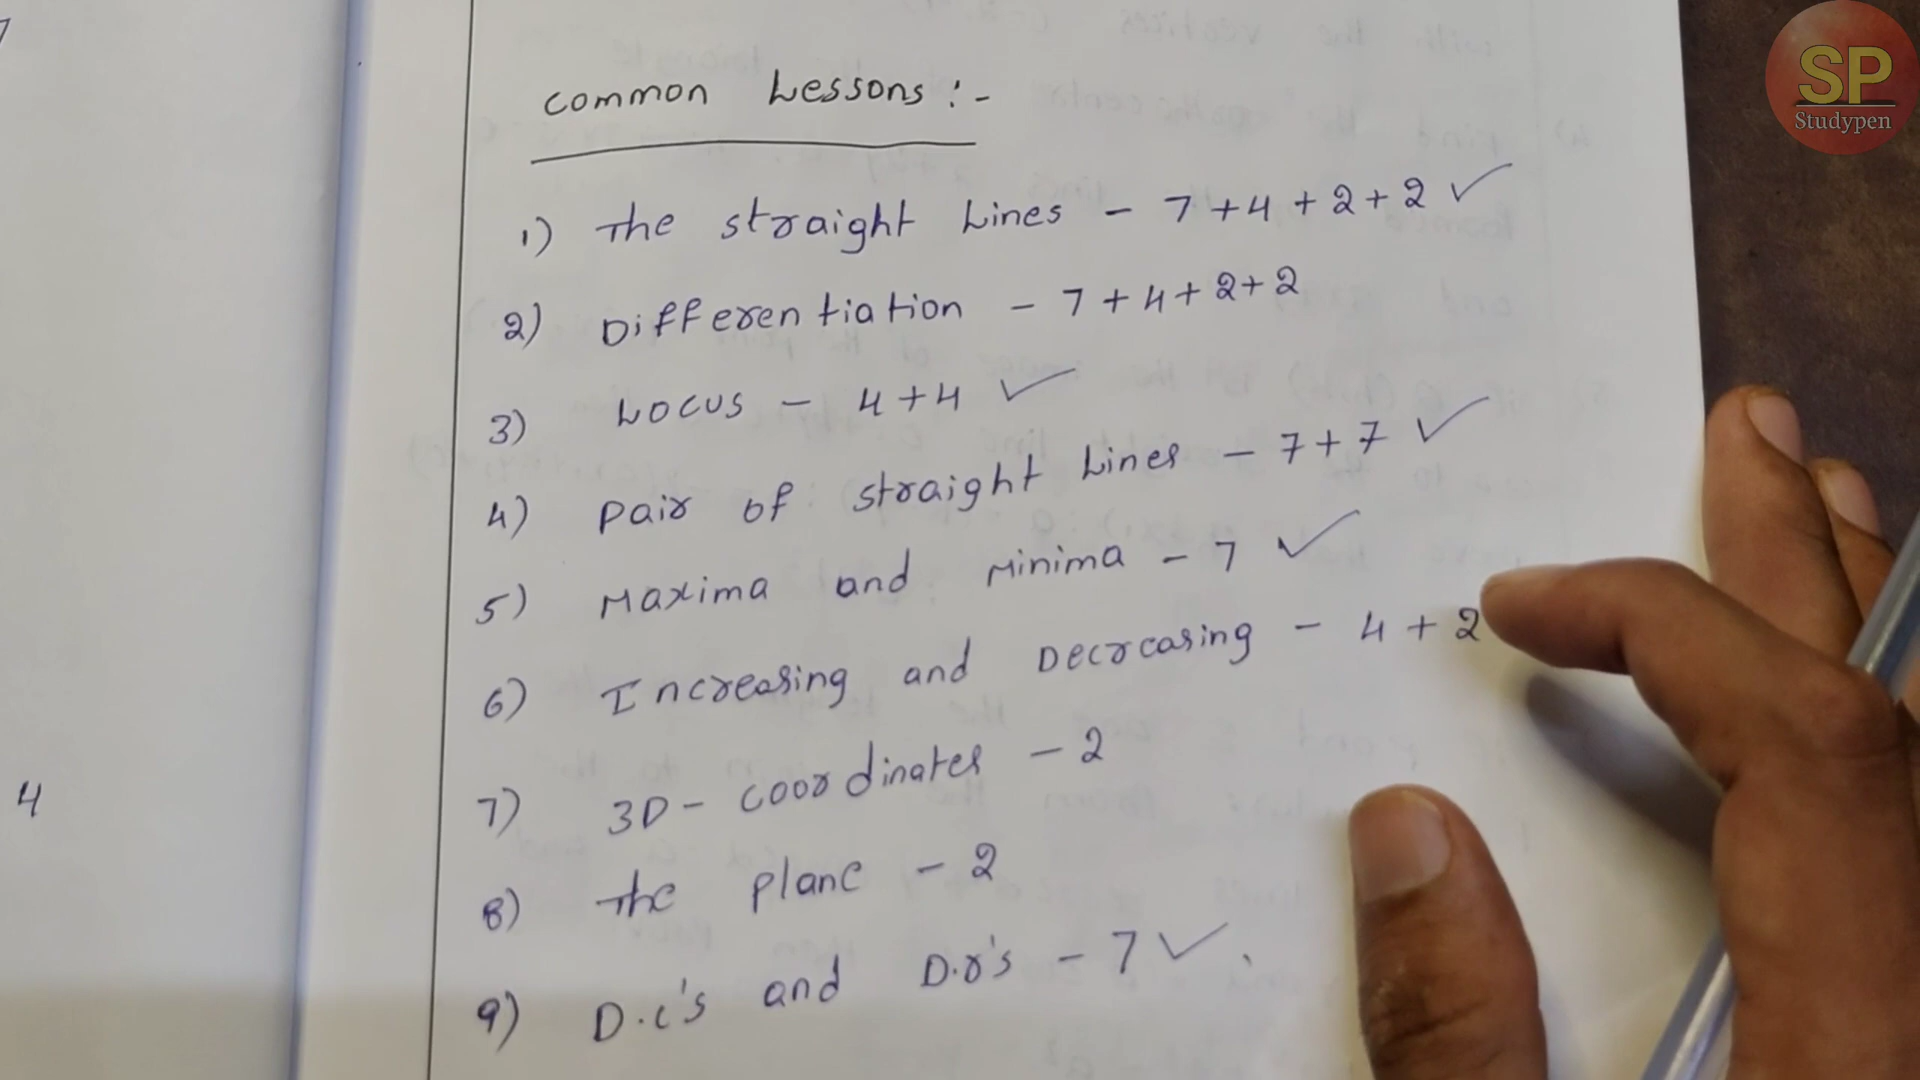 Common Lessons :-
1) The straight Lines - 7+4+2+2 ✓
2) Differentiation - 7+4+2+2
3) Locus - 4+4 ✓
4) Pair of straight Lines - 7+7 ✓
5) Maxima and Minima - 7 ✓
6) Increasing and Decreasing - 4+2
7) 3D - coordinates - 2
8) The plane - 2
9) D.c's and D.r's - 7 ✓.
4
SP
Studypen